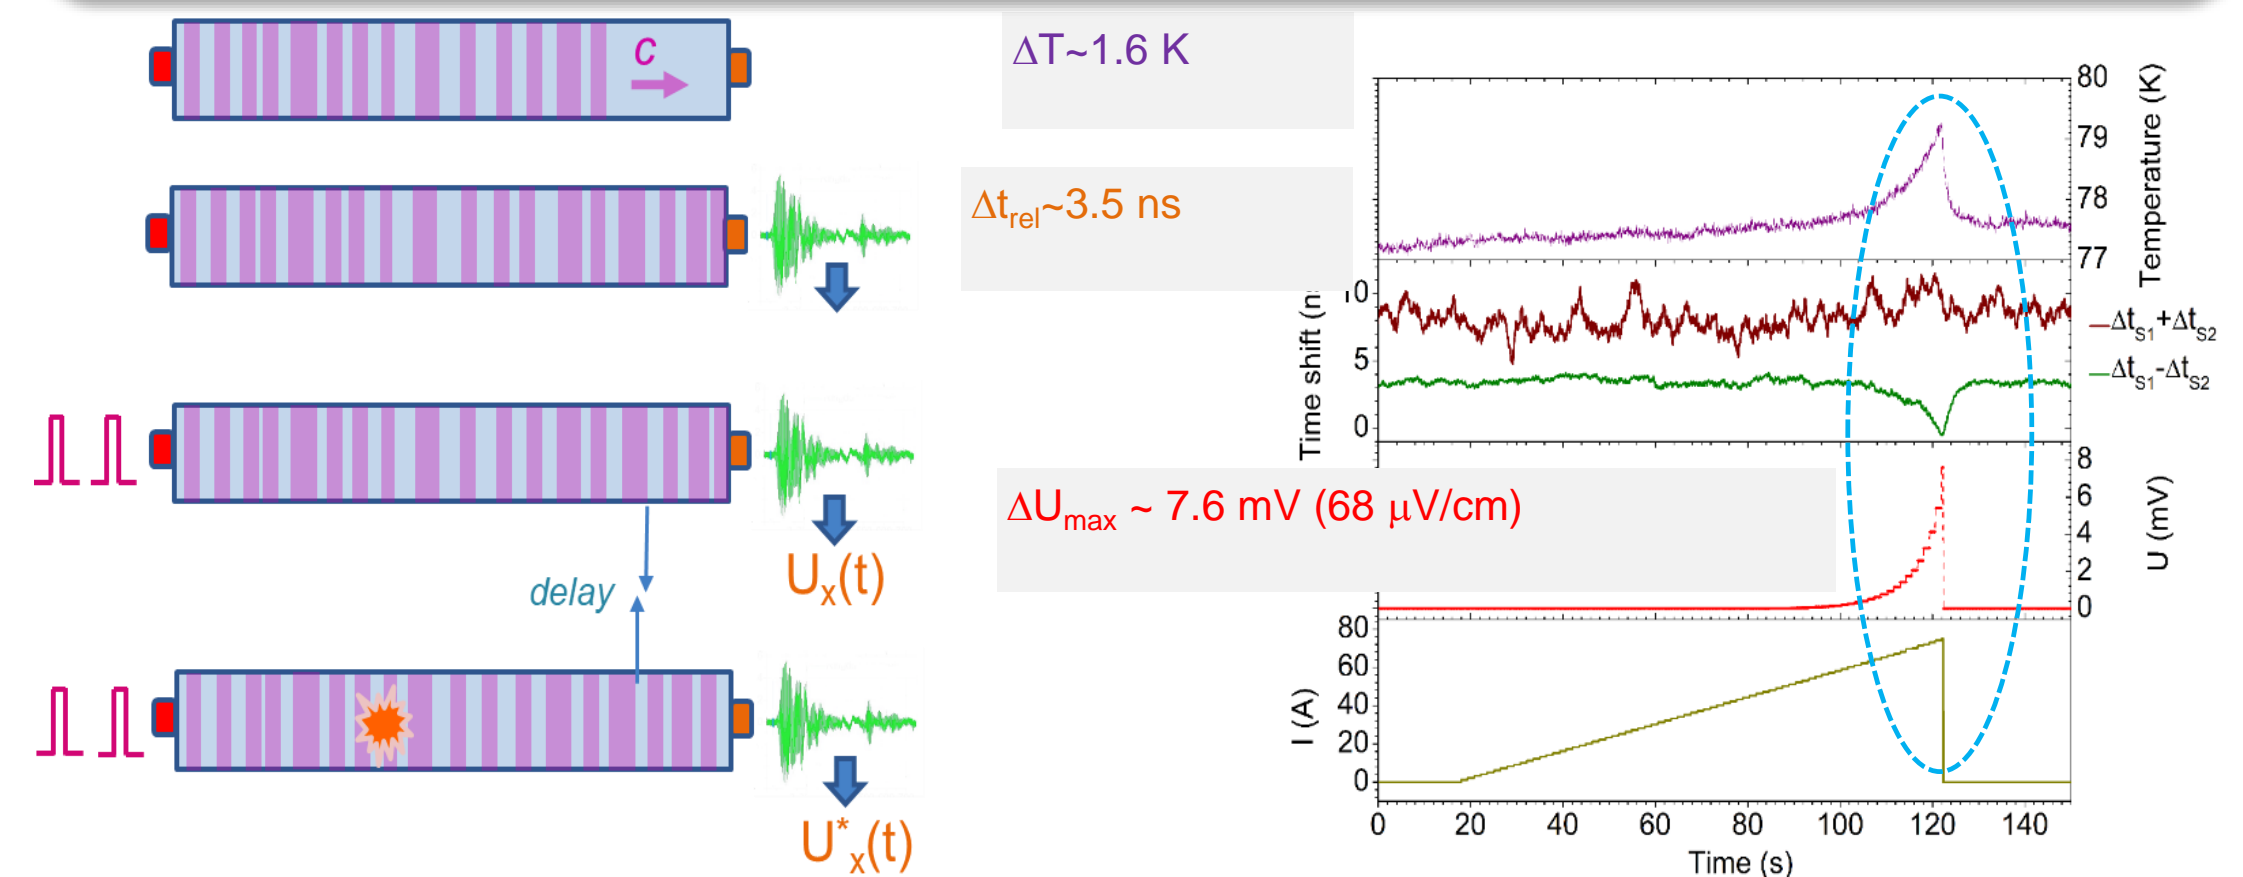 c
delay
Uₓ(t)
U*ₓ(t)
ΔT~1.6 K
Δt_rel~3.5 ns
ΔU_max ~ 7.6 mV (68 μV/cm)
80
79
78
77
Temperature (K)
10
5
0
Time shift (n
Δt_S1+Δt_S2
Δt_S1-Δt_S2
8
6
4
2
0
U (mV)
80
60
40
20
0
I (A)
0 20 40 60 80 100 120 140
Time (s)